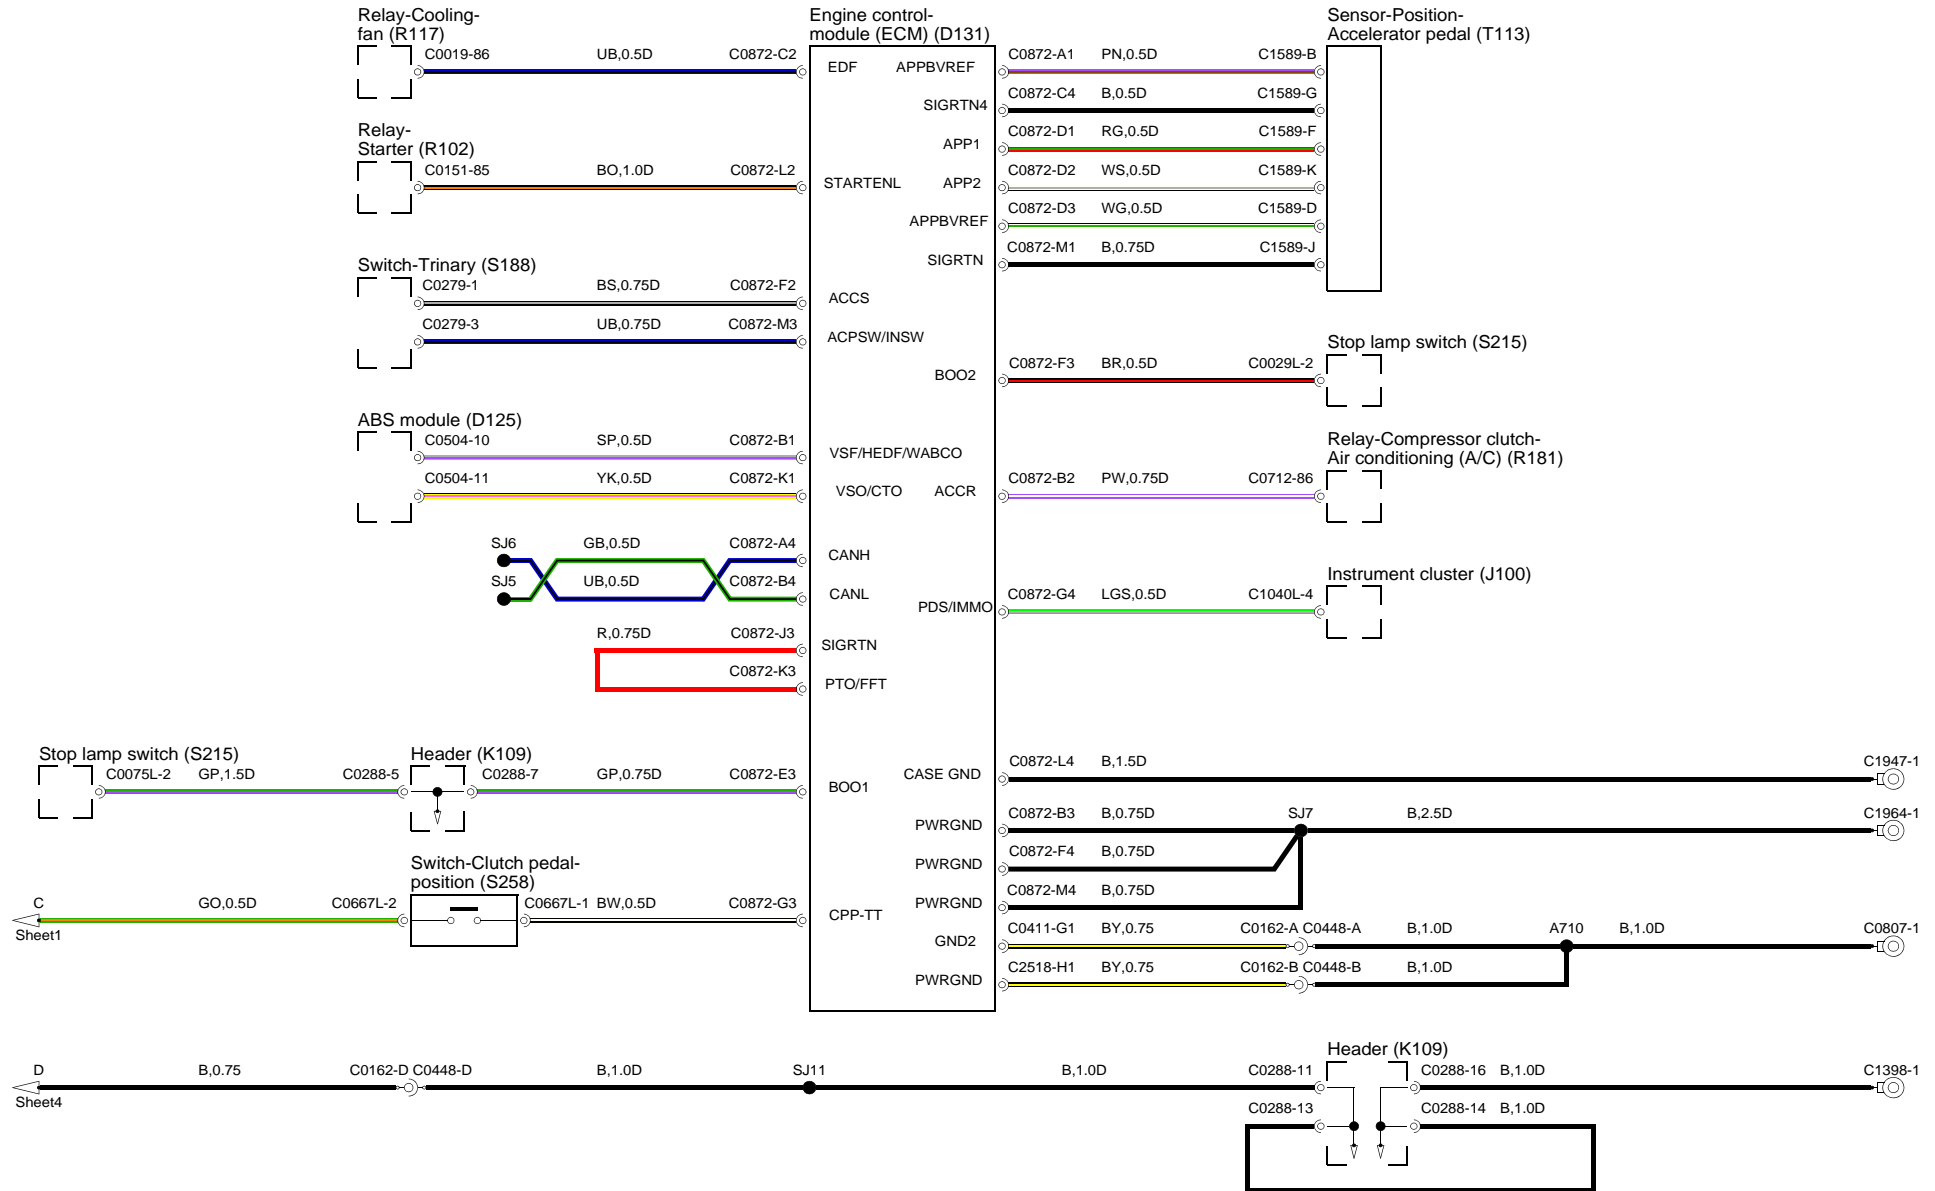 Relay-Cooling-
fan (R117)
C0019-86 UB,0.5D C0872-C2
Relay-
Starter (R102)
C0151-85 BO,1.0D C0872-L2
Switch-Trinary (S188)
C0279-1 BS,0.75D C0872-F2
C0279-3 UB,0.75D C0872-M3
ABS module (D125)
C0504-10 SP,0.5D C0872-B1
C0504-11 YK,0.5D C0872-K1
SJ6 GB,0.5D C0872-A4
SJ5 UB,0.5D C0872-B4
R,0.75D C0872-J3
C0872-K3
Stop lamp switch (S215)
C0075L-2 GP,1.5D C0288-5
Header (K109)
C0288-7 GP,0.75D C0872-E3
Switch-Clutch pedal-
position (S258)
C
Sheet1
GO,0.5D C0667L-2
C0667L-1 BW,0.5D C0872-G3
Engine control-
module (ECM) (D131)
EDF APPBVREF
SIGRTN4
APP1
STARTENL APP2
APPBVREF
SIGRTN
ACCS
ACPSW/INSW
BOO2
VSF/HEDF/WABCO
VSO/CTO ACCR
CANH
CANL
PDS/IMMO
SIGRTN
PTO/FFT
CASE GND
BOO1
PWRGND
PWRGND
PWRGND
CPP-TT
GND2
PWRGND
Sensor-Position-
Accelerator pedal (T113)
C0872-A1 PN,0.5D C1589-B
C0872-C4 B,0.5D C1589-G
C0872-D1 RG,0.5D C1589-F
C0872-D2 WS,0.5D C1589-K
C0872-D3 WG,0.5D C1589-D
C0872-M1 B,0.75D C1589-J
Stop lamp switch (S215)
C0872-F3 BR,0.5D C0029L-2
Relay-Compressor clutch-
Air conditioning (A/C) (R181)
C0872-B2 PW,0.75D C0712-86
Instrument cluster (J100)
C0872-G4 LGS,0.5D C1040L-4
C0872-L4 B,1.5D C1947-1
C0872-B3 B,0.75D SJ7 B,2.5D C1964-1
C0872-F4 B,0.75D
C0872-M4 B,0.75D
C0411-G1 BY,0.75 C0162-A C0448-A B,1.0D A710 B,1.0D C0807-1
C2518-H1 BY,0.75 C0162-B C0448-B B,1.0D
D
Sheet4
B,0.75 C0162-D C0448-D B,1.0D SJ11 B,1.0D C0288-11
Header (K109)
C0288-16 B,1.0D C1398-1
C0288-13 C0288-14 B,1.0D